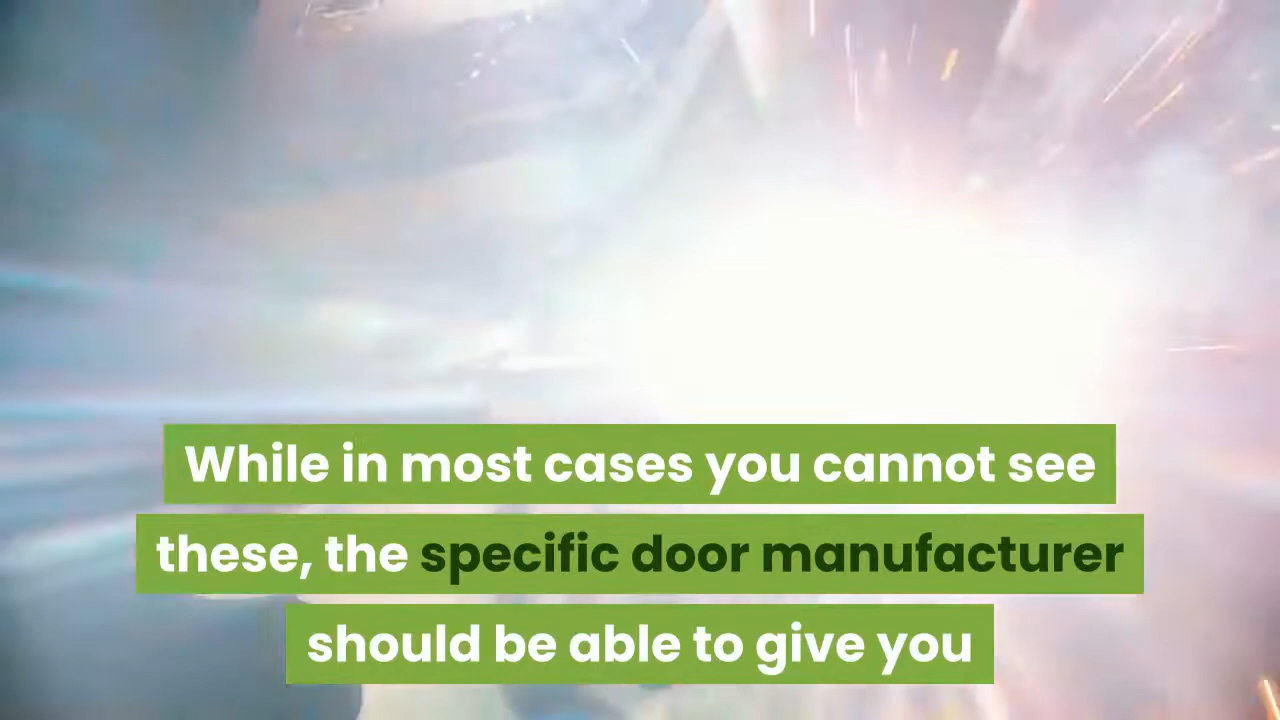 While in most cases you cannot see
these, the specific door manufacturer
should be able to give you